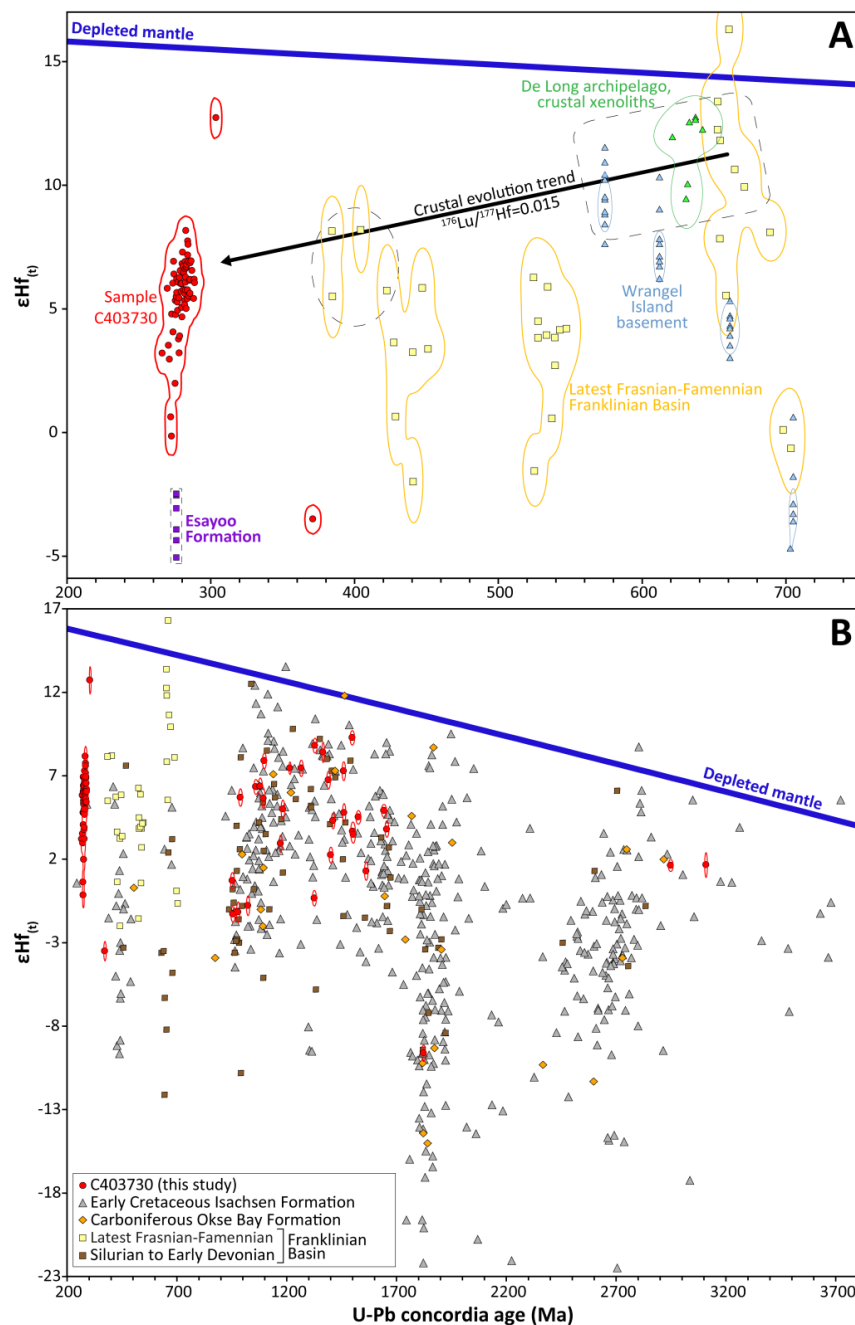 Depleted mantle
A
15
De Long archipelago,
crustal xenoliths
10
Crustal evolution trend
¹⁷⁶Lu/¹⁷⁷Hf=0.015
εHf(t)
5
Sample
C403730
Wrangel
Island
basement
Latest Frasnian-Famennian
Franklinian Basin
0
Esayoo
Formation
-5
200 300 400 500 600 700
17
B
12
Depleted mantle
7
2
εHf(t)
-3
-8
-13
-18
-23
C403730 (this study)
Early Cretaceous Isachsen Formation
Carboniferous Okse Bay Formation
Latest Frasnian-Famennian
Silurian to Early Devonian
Franklinian
Basin
200 700 1200 1700 2200 2700 3200 3700
U-Pb concordia age (Ma)